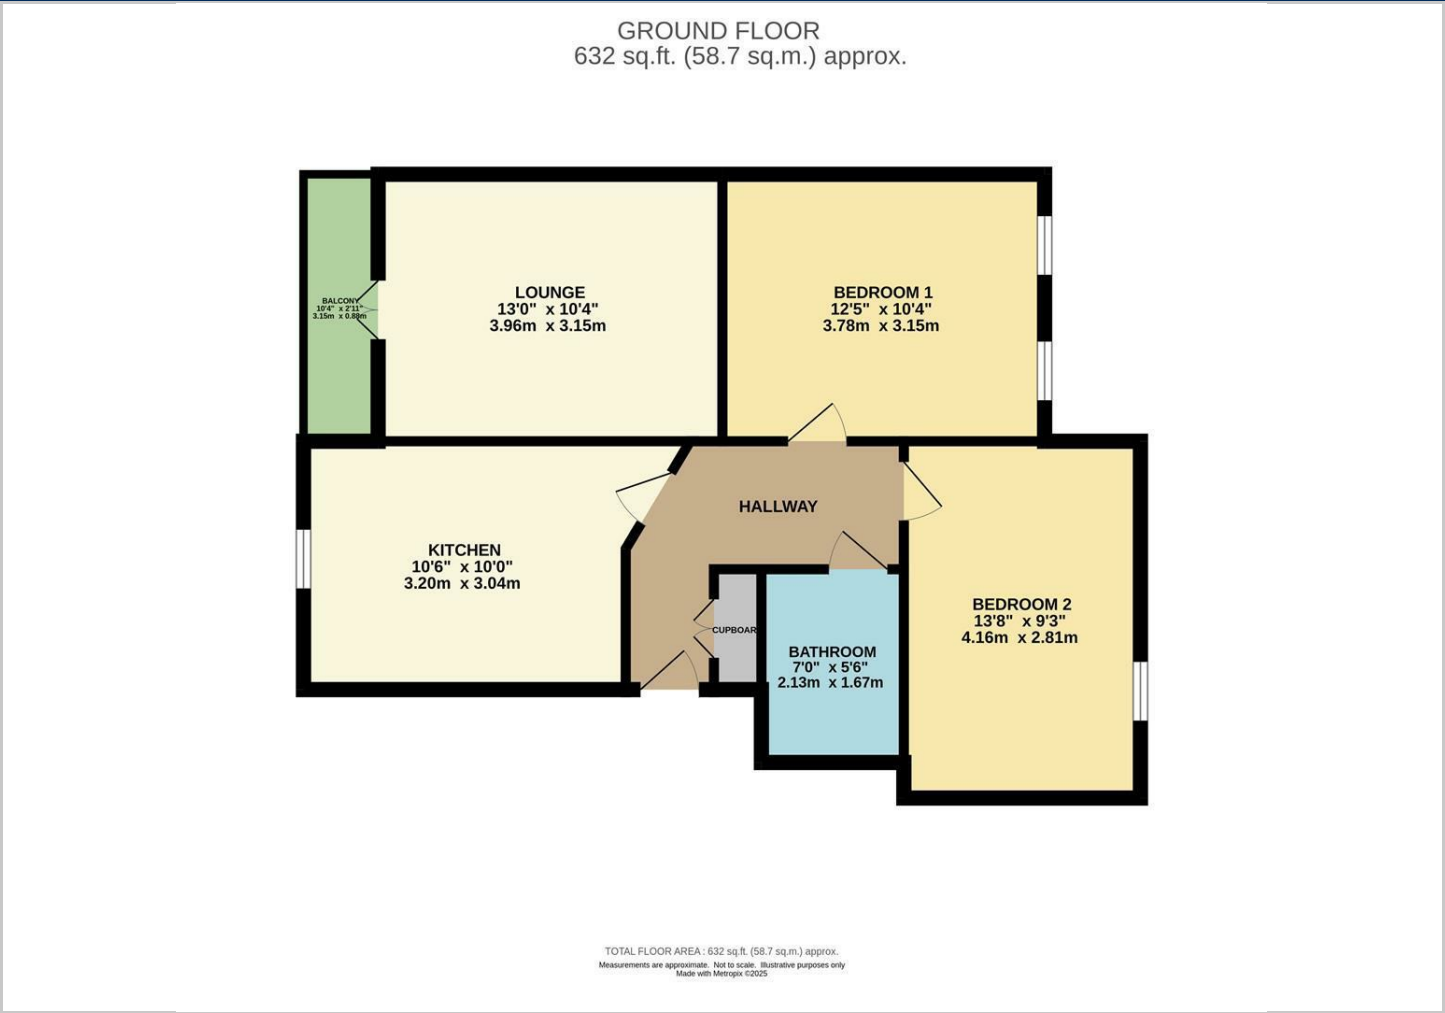 GROUND FLOOR
632 sq.ft. (58.7 sq.m.) approx.
BALCONY
10'4" x 2'11"
3.15m x 0.88m
LOUNGE
13'0" x 10'4"
3.96m x 3.15m
BEDROOM 1
12'5" x 10'4"
3.78m x 3.15m
HALLWAY
KITCHEN
10'6" x 10'0"
3.20m x 3.04m
CUPBOAR
BATHROOM
7'0" x 5'6"
2.13m x 1.67m
BEDROOM 2
13'8" x 9'3"
4.16m x 2.81m
TOTAL FLOOR AREA : 632 sq.ft. (58.7 sq.m.) approx.
Measurements are approximate. Not to scale. Illustrative purposes only
Made with Metropix ©2025